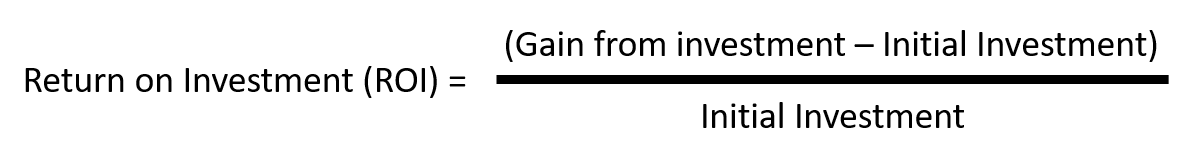 (Gain from investment – Initial Investment)
Return on Investment (ROI) =
Initial Investment